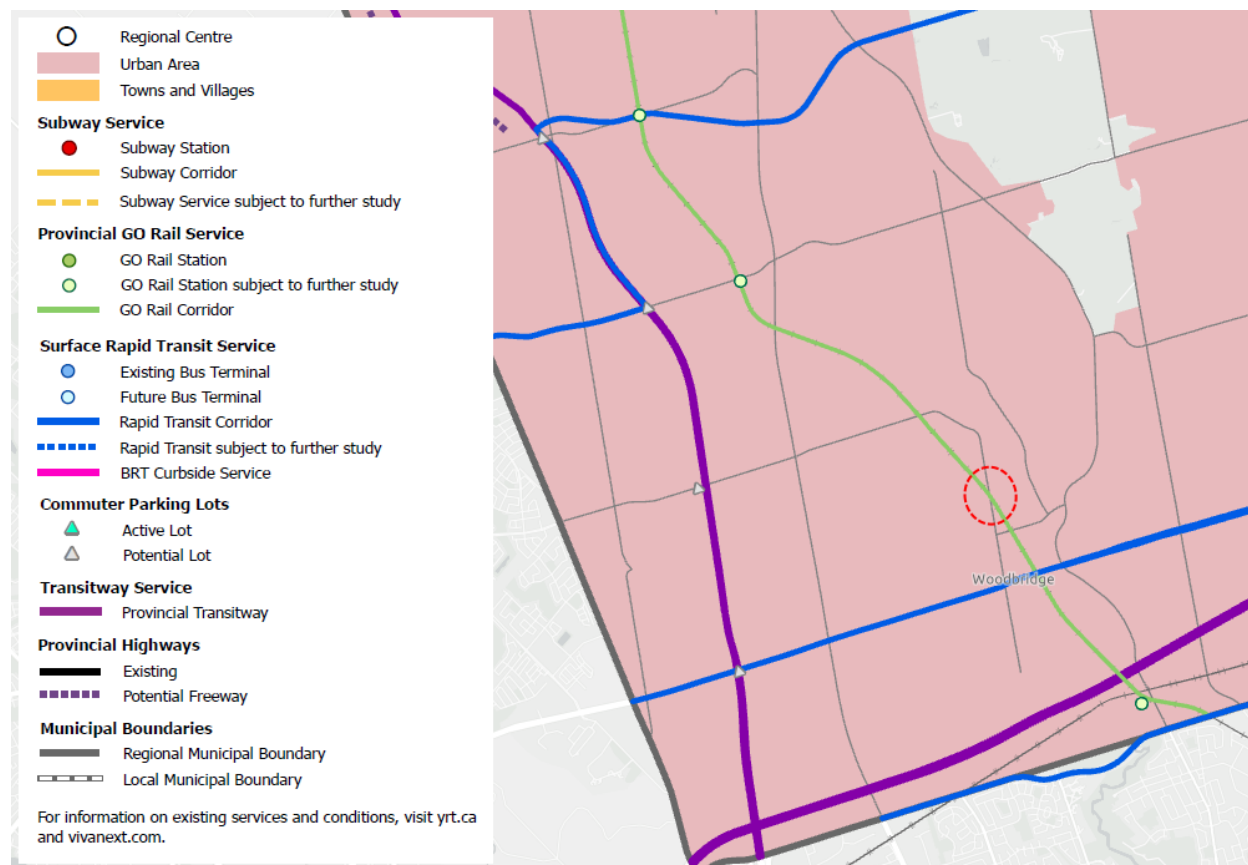 Regional Centre
Urban Area
Towns and Villages
Subway Service
Subway Station
Subway Corridor
Subway Service subject to further study
Provincial GO Rail Service
GO Rail Station
GO Rail Station subject to further study
GO Rail Corridor
Surface Rapid Transit Service
Existing Bus Terminal
Future Bus Terminal
Rapid Transit Corridor
Rapid Transit subject to further study
BRT Curbside Service
Commuter Parking Lots
Active Lot
Potential Lot
Transitway Service
Provincial Transitway
Provincial Highways
Existing
Potential Freeway
Municipal Boundaries
Regional Municipal Boundary
Local Municipal Boundary
For information on existing services and conditions, visit yrt.ca
and vivanext.com.
Woodbridge